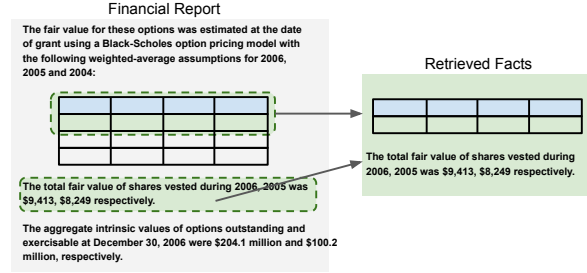 Financial Report
The fair value for these options was estimated at the date
of grant using a Black-Scholes option pricing model with
the following weighted-average assumptions for 2006,
2005 and 2004:
The total fair value of shares vested during 2006, 2005 was
$9,413, $8,249 respectively.
The aggregate intrinsic values of options outstanding and
exercisable at December 30, 2006 were $204.1 million and $100.2
million, respectively.
Retrieved Facts
The total fair value of shares vested during
2006, 2005 was $9,413, $8,249 respectively.